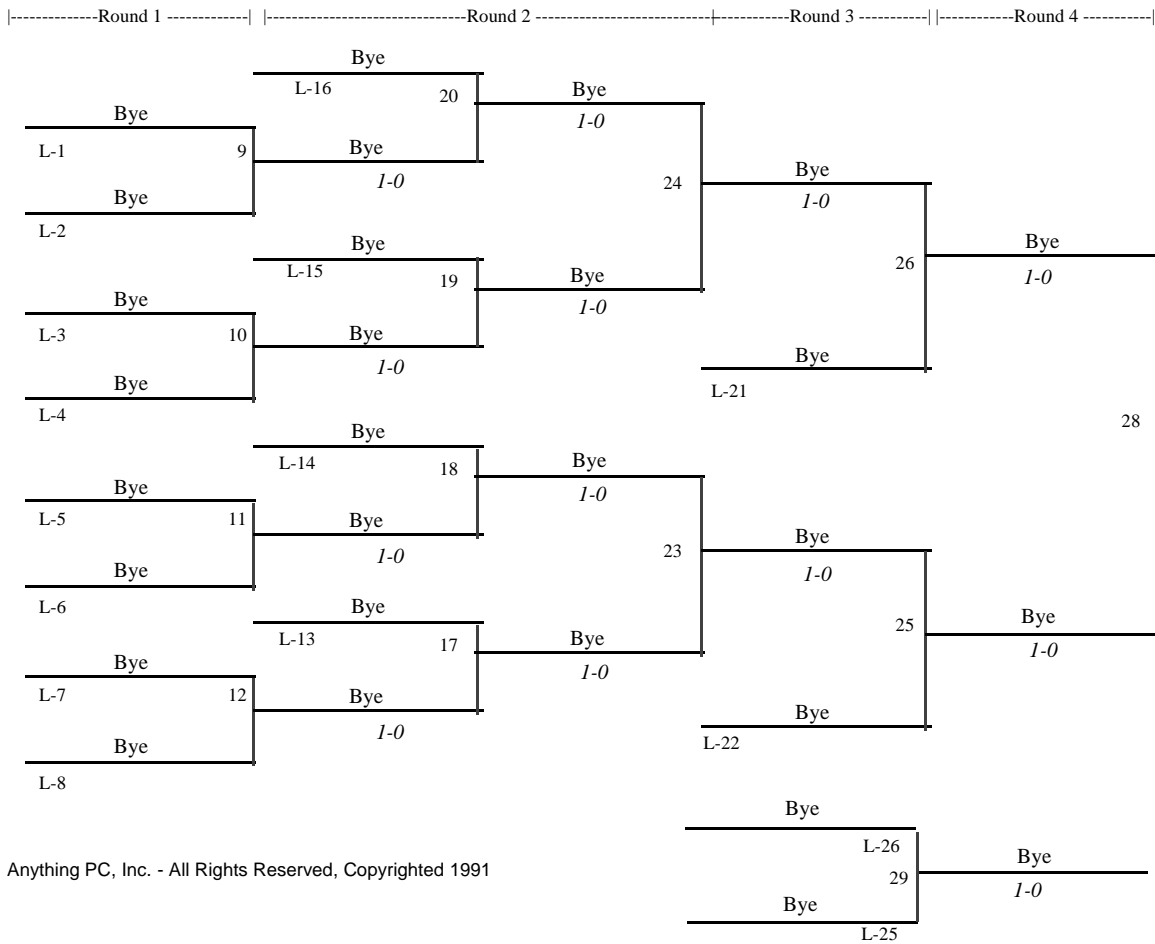 |--------------------Round 1 ------------------| |---------------------------------------------Round 2 ---------------------------------------+-------------------Round 3 -------------------||-----------------Round 4 ---------------|
Bye
L-16 20 Bye
Bye 1-0
L-1 9 Bye
1-0 24 Bye
Bye 1-0
L-2
Bye
L-15 19 Bye 26 Bye
1-0 1-0
Bye
L-3 10 Bye
1-0 Bye
L-21
Bye
L-4
28
Bye
L-14 18 Bye
1-0
Bye
L-5 11 Bye
1-0 23 Bye
1-0
Bye
L-6
Bye
L-13 17 Bye 25 Bye
1-0 1-0
Bye
L-7 12 Bye
1-0 Bye
L-22
Bye
L-8
Bye
L-26
Anything PC, Inc. - All Rights Reserved, Copyrighted 1991
29 Bye
1-0
Bye
L-25